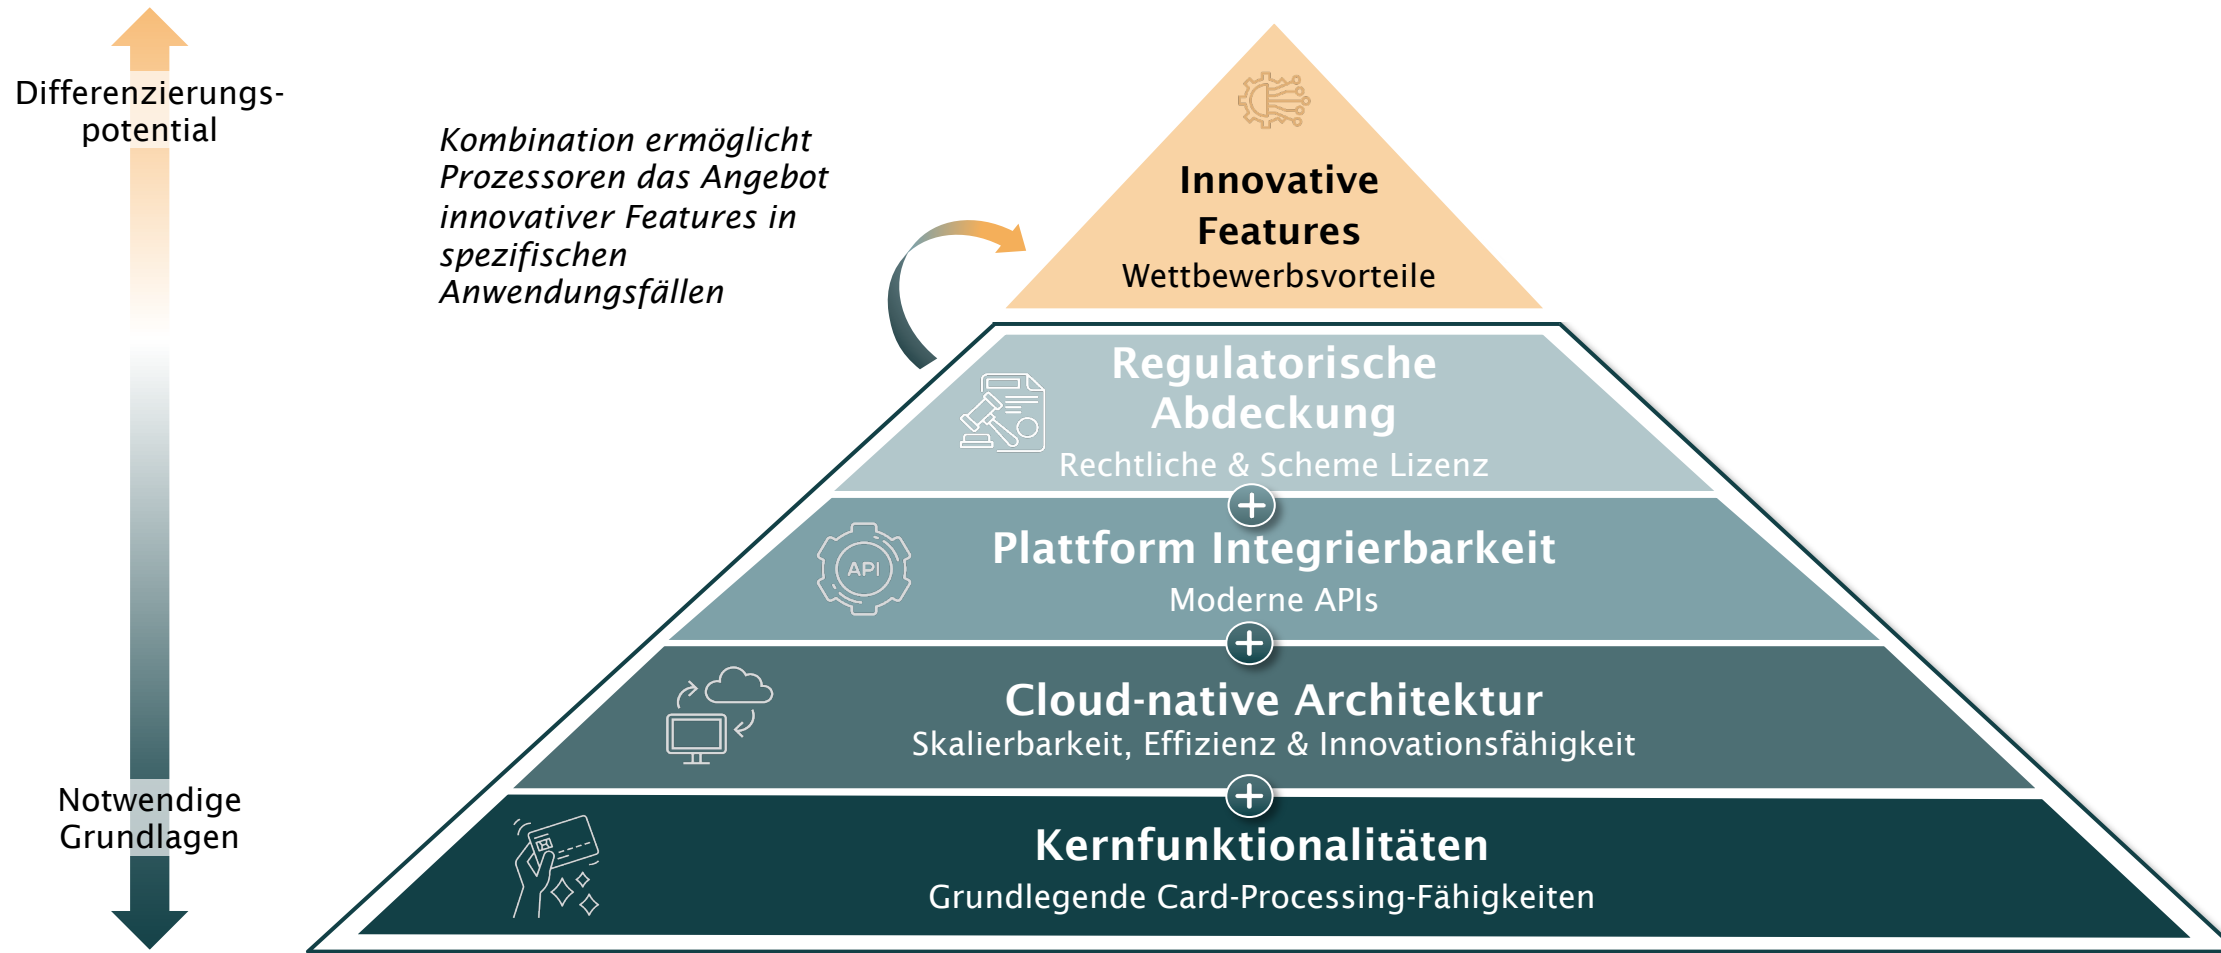 Differenzierungs-
potential
Kombination ermöglicht
Prozessoren das Angebot
innovativer Features in
spezifischen
Anwendungsfällen
Innovative
Features
Wettbewerbsvorteile
Regulatorische
Abdeckung
Rechtliche & Scheme Lizenz
Plattform Integrierbarkeit
API
Moderne APIs
Cloud-native Architektur
Skalierbarkeit, Effizienz & Innovationsfähigkeit
Notwendige
Grundlagen
Kernfunktionalitäten
Grundlegende Card-Processing-Fähigkeiten